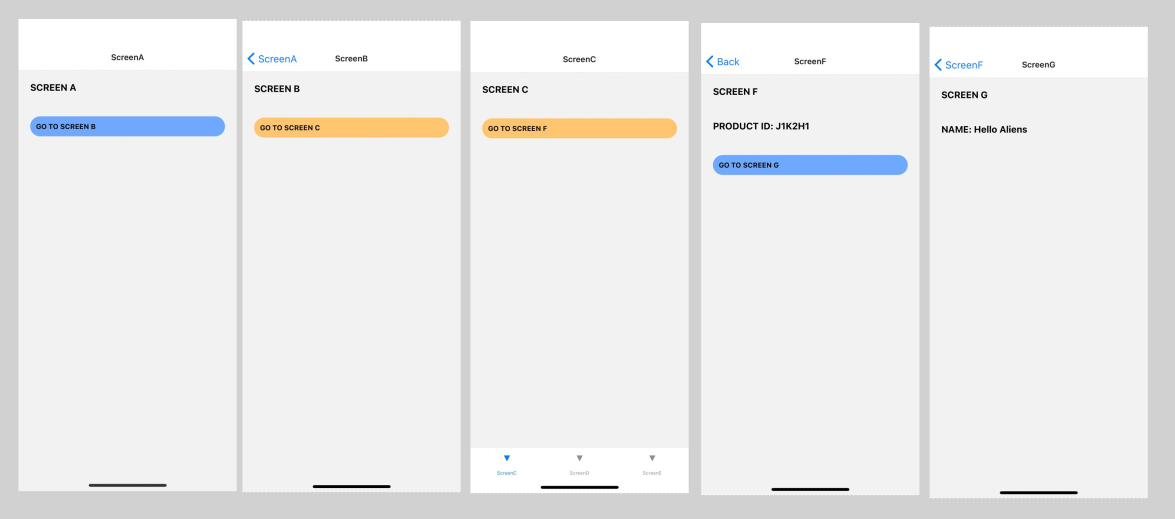 ScreenA
SCREEN A
GO TO SCREEN B
ScreenA ScreenB
SCREEN B
GO TO SCREEN C
ScreenC
SCREEN C
GO TO SCREEN F
ScreenC ScreenD ScreenE
Back ScreenF
SCREEN F
PRODUCT ID: J1K2H1
GO TO SCREEN G
ScreenF ScreenG
SCREEN G
NAME: Hello Aliens